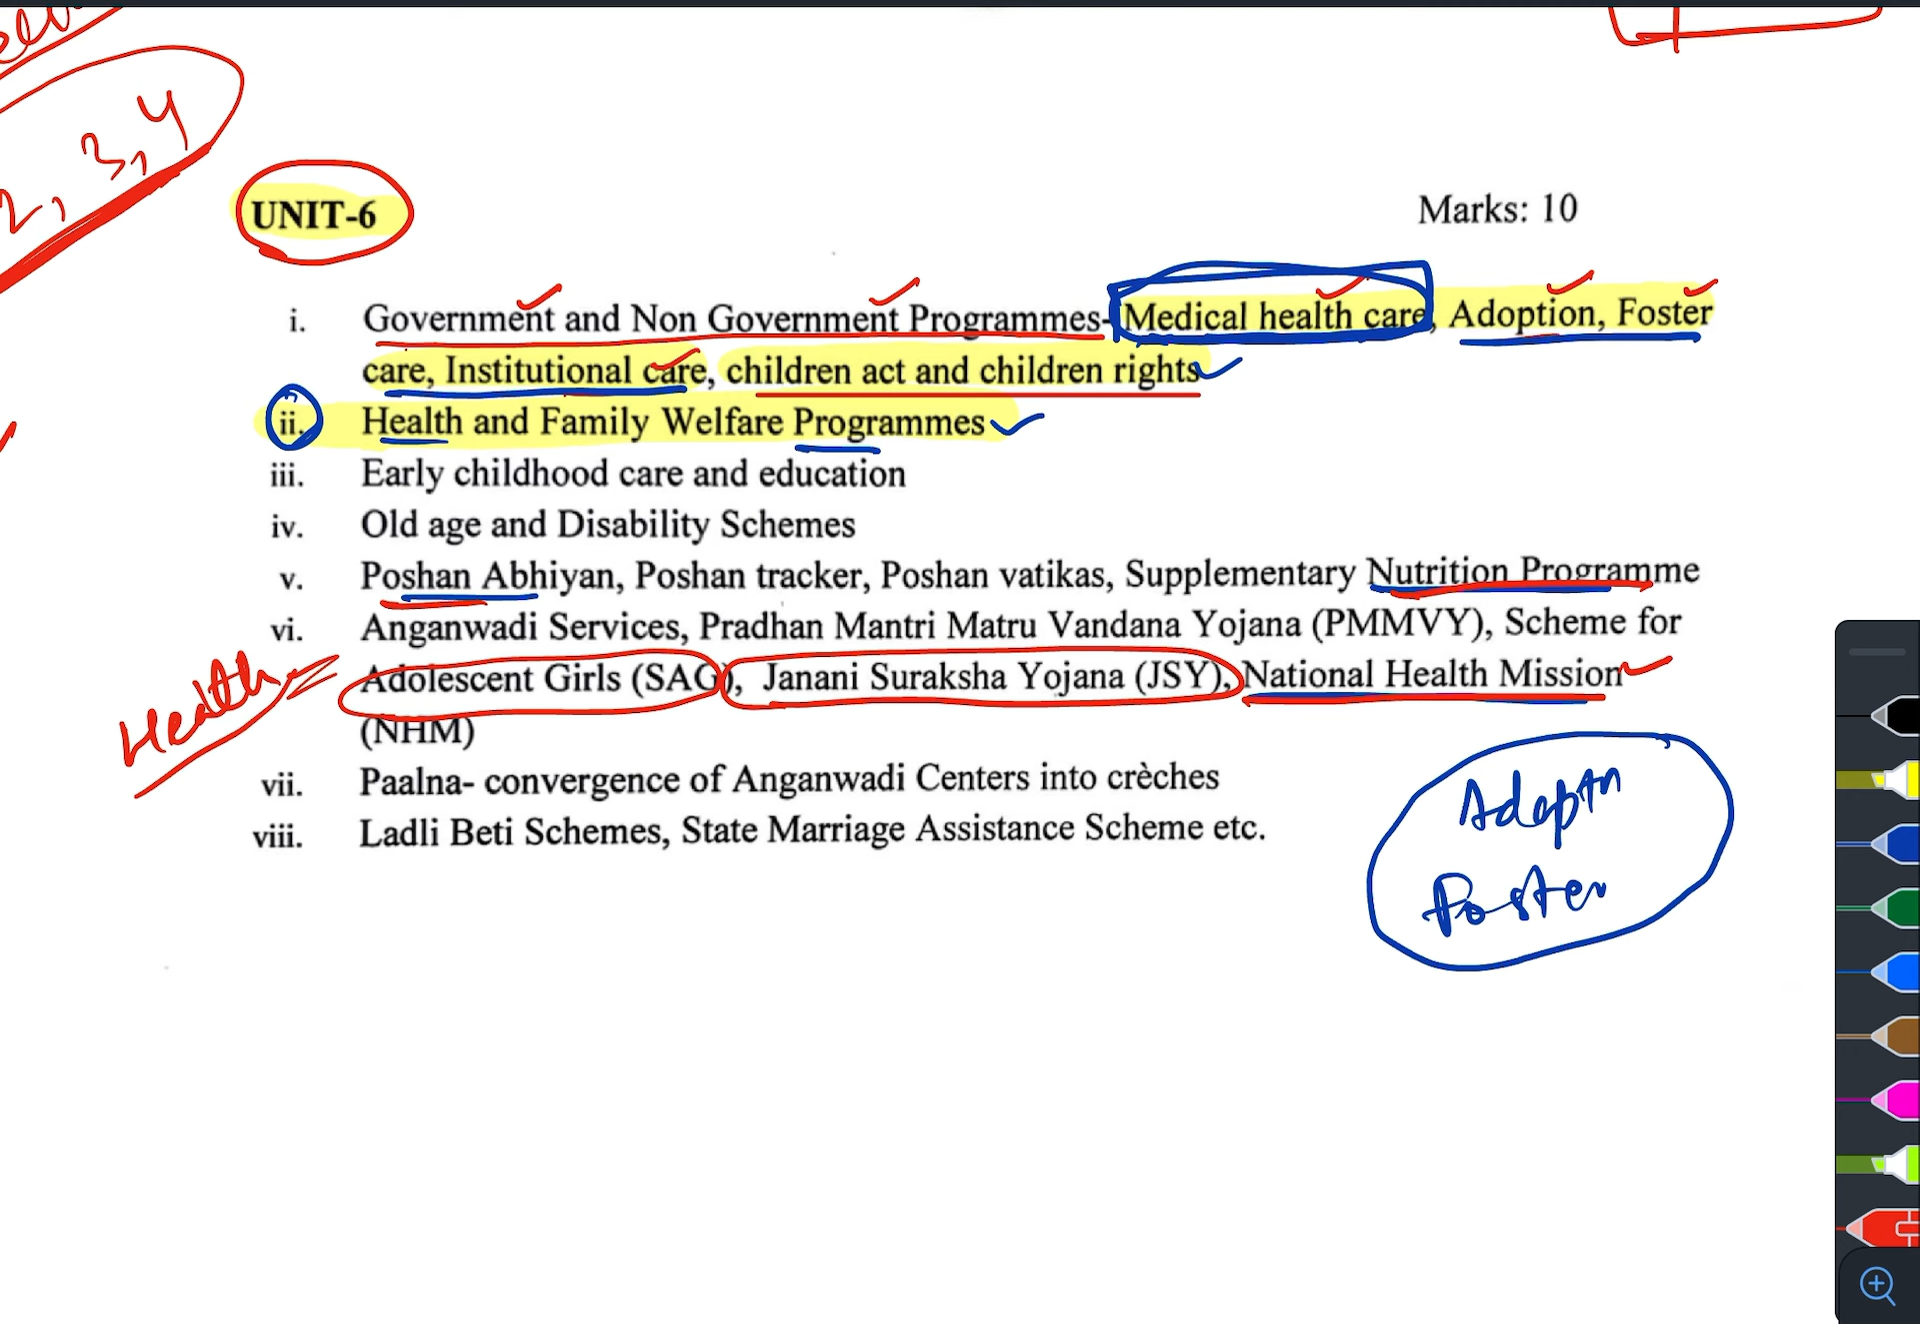 2, 3, 4
UNIT-6
Marks: 10
i. Government and Non Government Programmes- Medical health care, Adoption, Foster
care, Institutional care, children act and children rights
ii. Health and Family Welfare Programmes
iii. Early childhood care and education
iv. Old age and Disability Schemes
v. Poshan Abhiyan, Poshan tracker, Poshan vatikas, Supplementary Nutrition Programme
vi. Anganwadi Services, Pradhan Mantri Matru Vandana Yojana (PMMVY), Scheme for
Adolescent Girls (SAG), Janani Suraksha Yojana (JSY), National Health Mission
(NHM)
Health
vii. Paalna- convergence of Anganwadi Centers into crèches
viii. Ladli Beti Schemes, State Marriage Assistance Scheme etc.
Adoptn
Foster